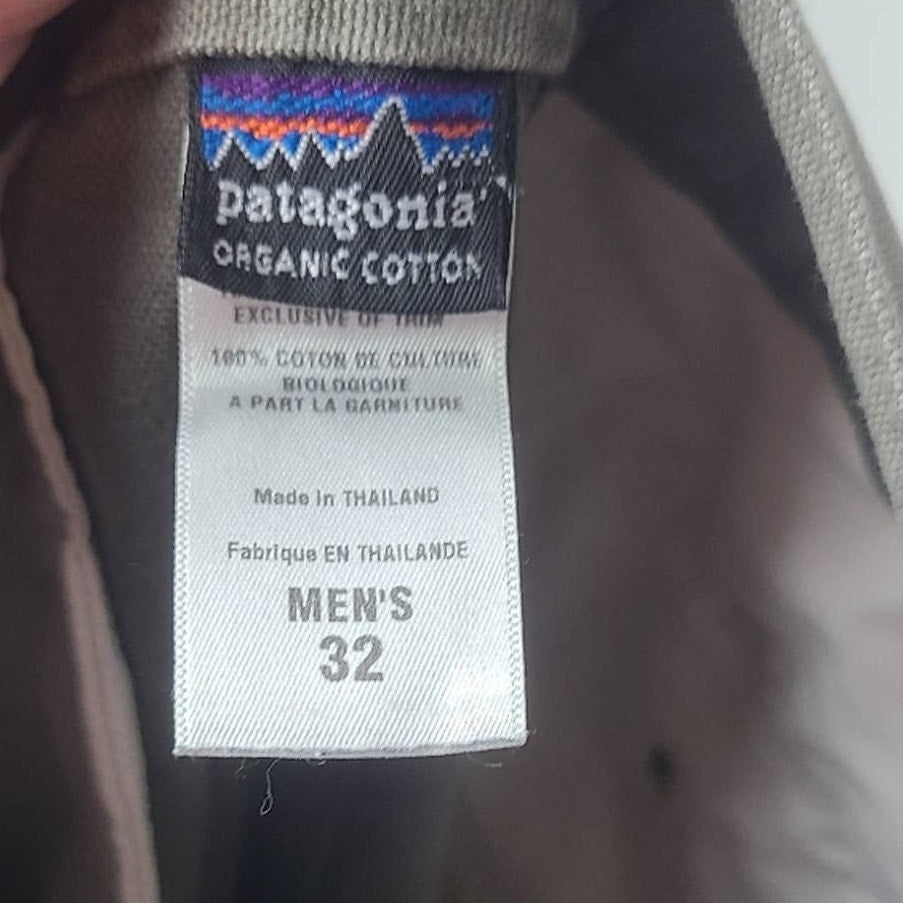 patagonia
ORGANIC COTTON
EXCLUSIVE OF TRIM
100% COTON DE CULTURE
BIOLOGIQUE
A PART LA GARNITURE
Made in THAILAND
Fabrique EN THAILANDE
MEN'S
32